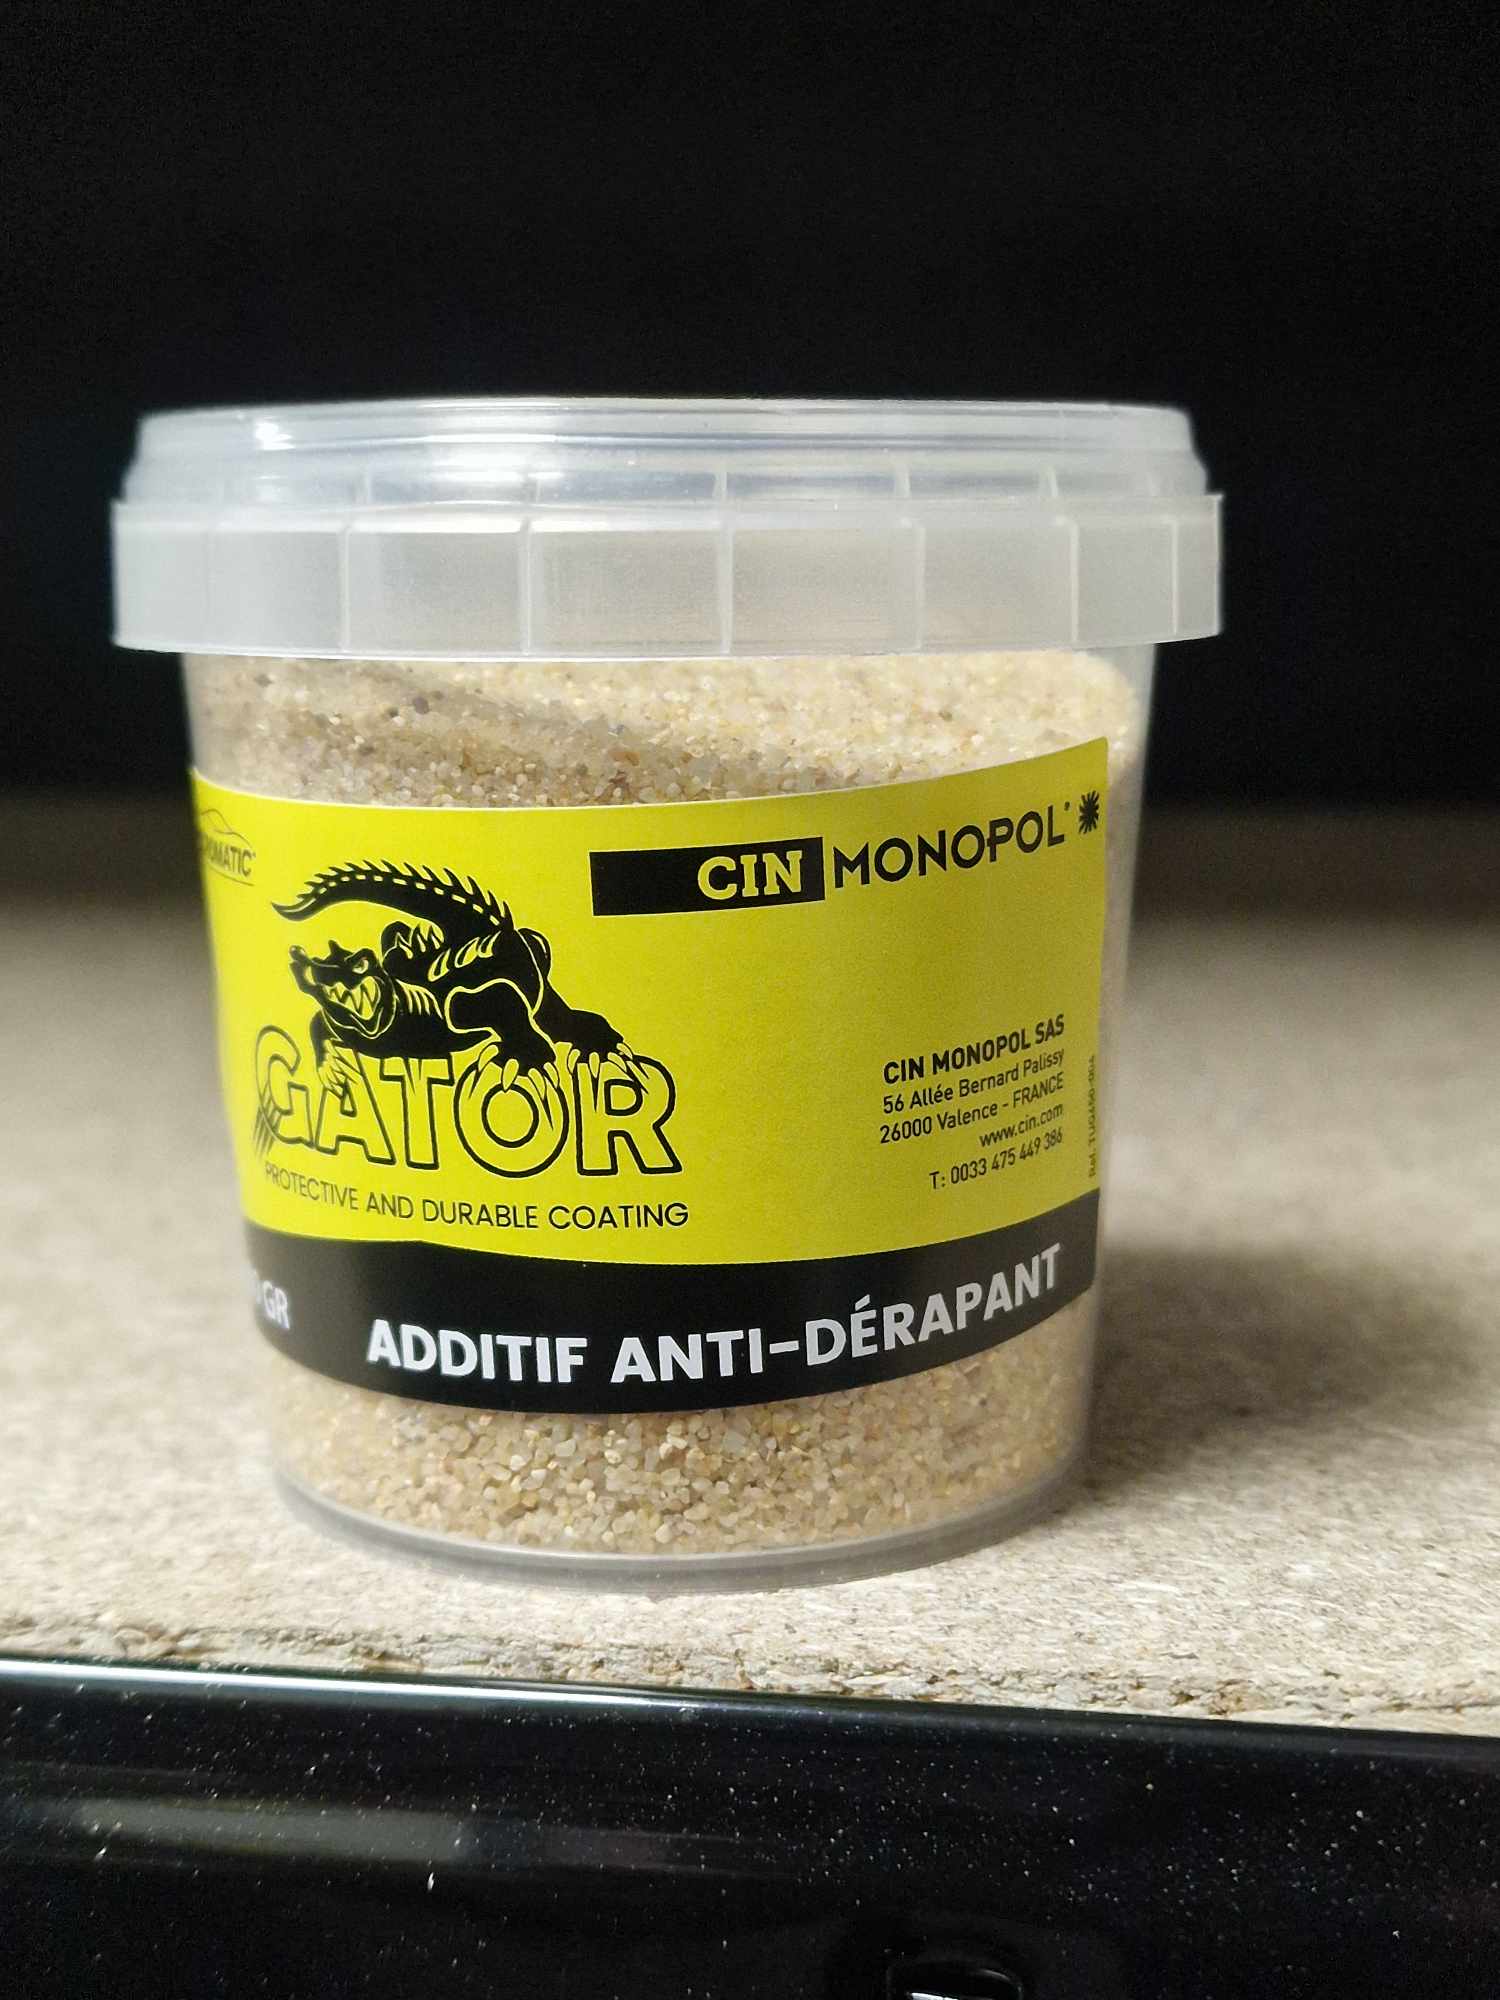 CIN MONOPOL®
GATOR
PROTECTIVE AND DURABLE COATING
CIN MONOPOL SAS
56 Allée Bernard Palissy
26000 Valence - FRANCE
www.cin.com
T: 0033 475 449 386
GR
ADDITIF ANTI-DÉRAPANT